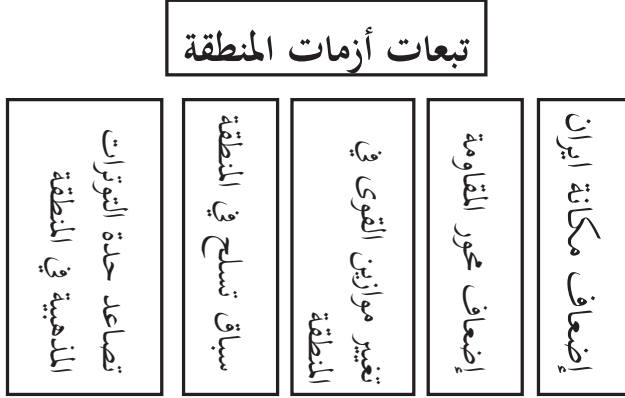 تبعات أزمات المنطقة
إضعاف مكانة ايران
إضعاف محور المقاومة
تغيير موازين القوى في
المنطقة
سباق تسلح في المنطقة
تصاعد حدة التوترات
المذهبية في المنطقة